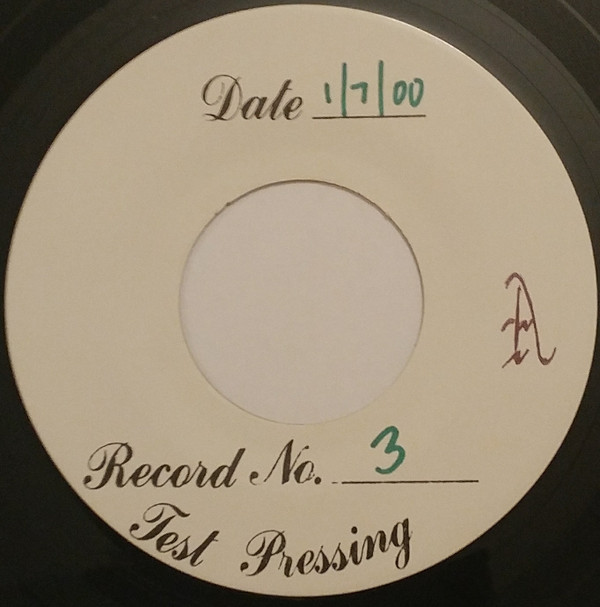 Date 1/7/00
A
Record No. 3
Test Pressing